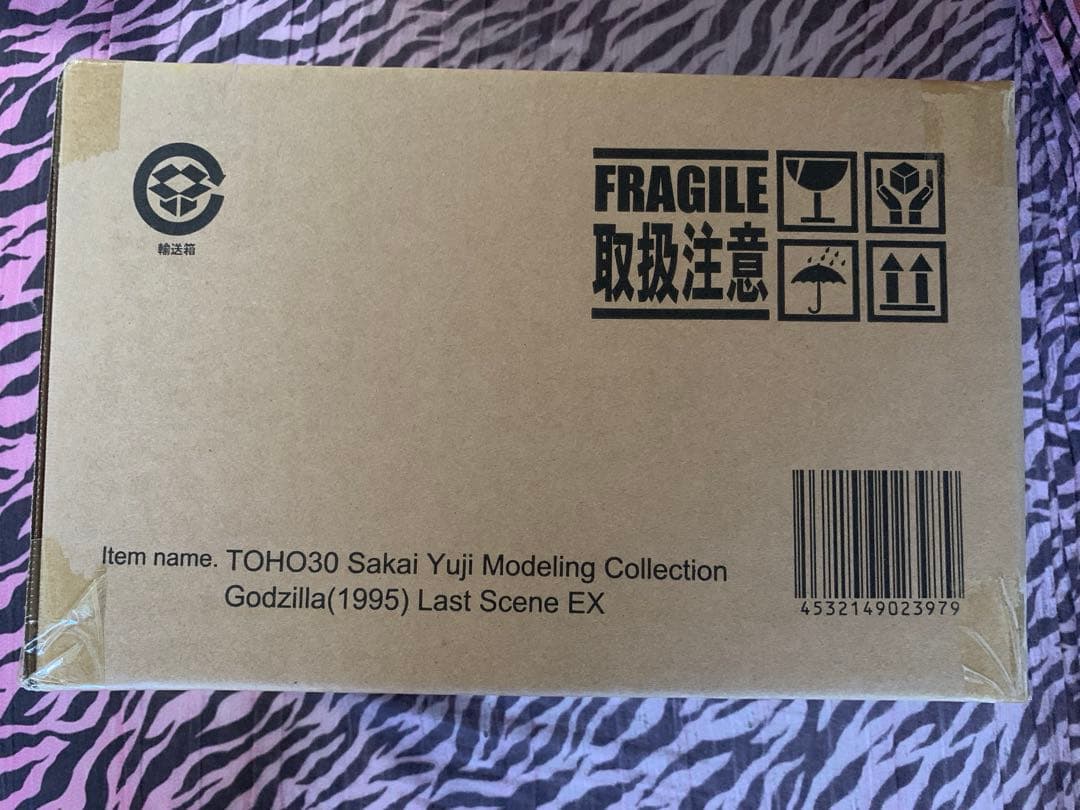 輸送箱
FRAGILE
取扱注意
Item name. TOHO30 Sakai Yuji Modeling Collection
Godzilla(1995) Last Scene EX
4532149023979